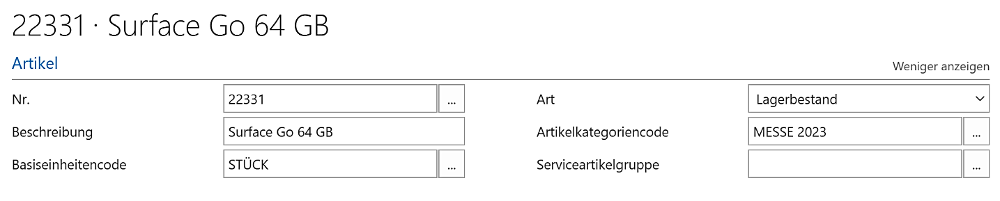 22331 · Surface Go 64 GB
Artikel
Weniger anzeigen
Nr.
22331
...
Art
Lagerbestand
Beschreibung
Surface Go 64 GB
Artikelkategoriencode
MESSE 2023
...
Basiseinheitencode
STÜCK
...
Serviceartikelgruppe
...